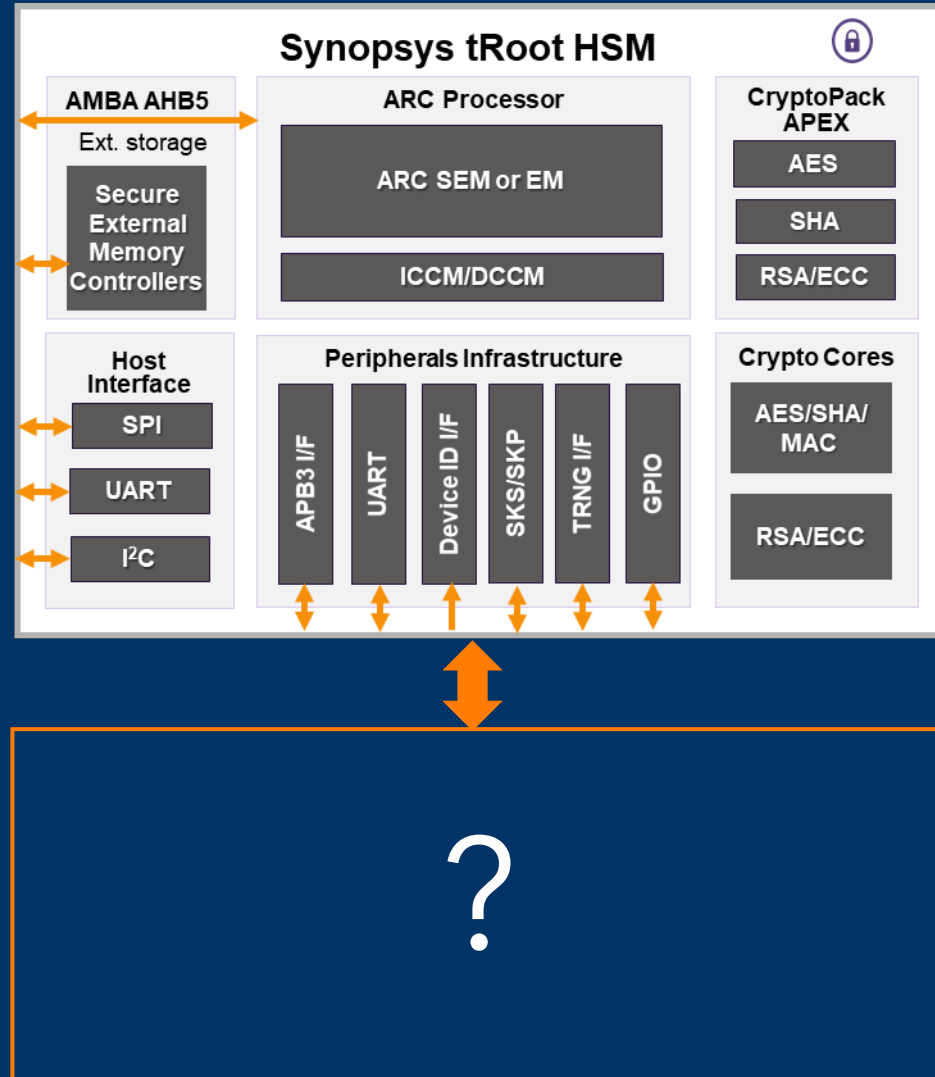 Synopsys tRoot HSM
AMBA AHB5
Ext. storage
Secure
External
Memory
Controllers
ARC Processor
ARC SEM or EM
ICCM/DCCM
CryptoPack
APEX
AES
SHA
RSA/ECC
Host
Interface
SPI
UART
I²C
Peripherals Infrastructure
APB3 I/F
UART
Device ID I/F
SKS/SKP
TRNG I/F
GPIO
Crypto Cores
AES/SHA/
MAC
RSA/ECC
?